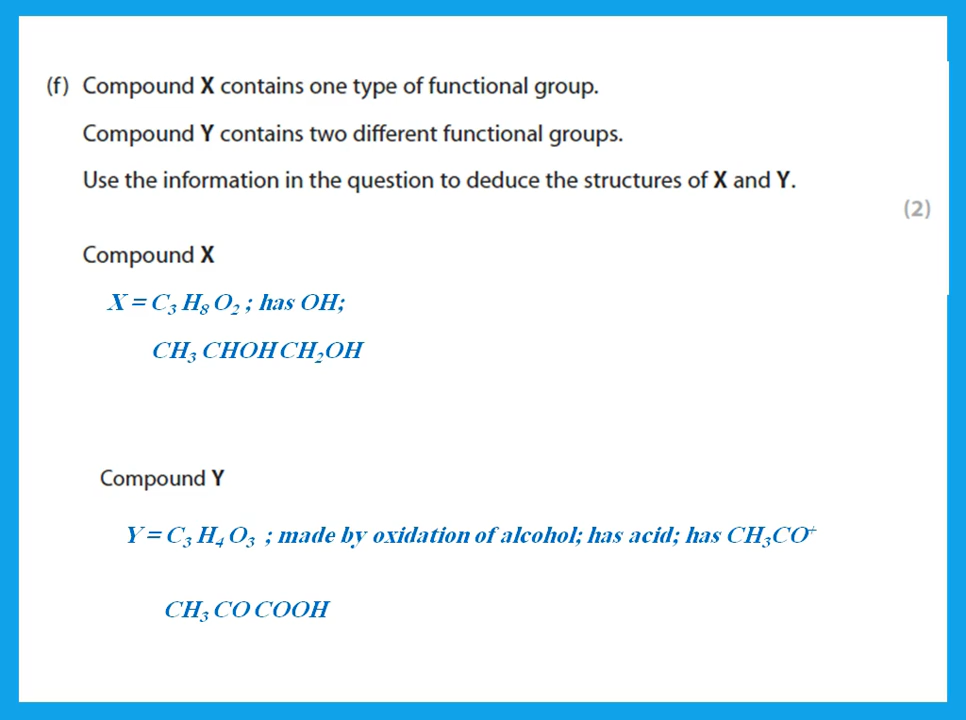 (f) Compound X contains one type of functional group.
Compound Y contains two different functional groups.
Use the information in the question to deduce the structures of X and Y.
(2)
Compound X
X = C₃ H₈ O₂ ; has OH;
CH₃ CHOH CH₂OH
Compound Y
Y = C₃ H₄ O₃ ; made by oxidation of alcohol; has acid; has CH₃CO⁺
CH₃ CO COOH